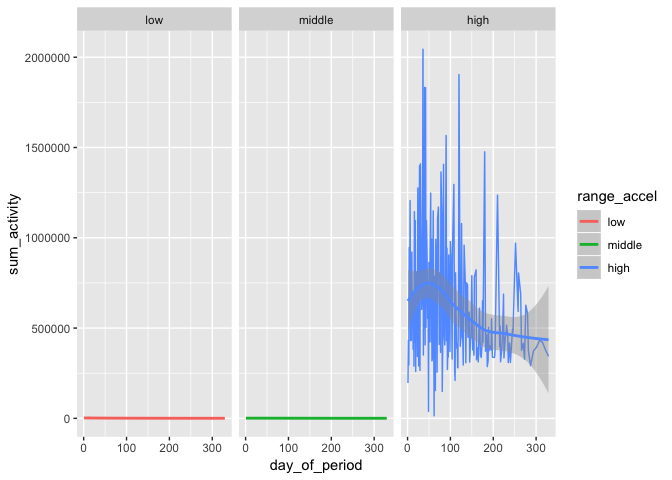 low middle high
2000000
1500000
1000000
500000
0
sum_activity
0 100 200 300 0 100 200 300 0 100 200 300
day_of_period
range_accel
low
middle
high